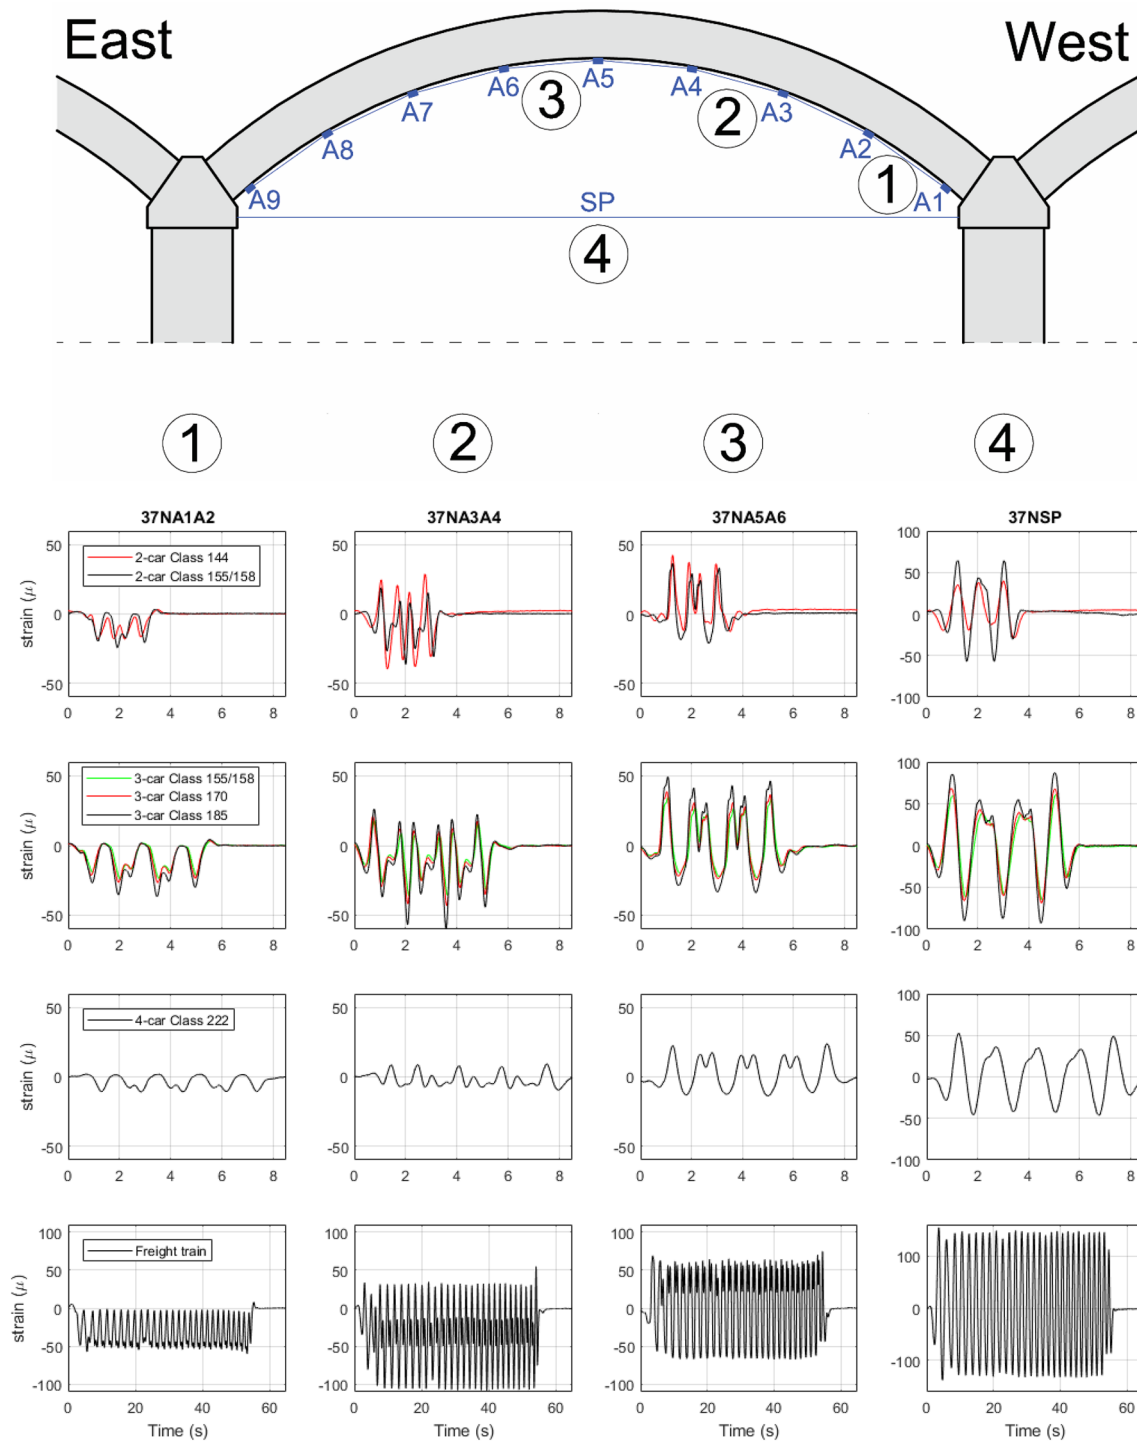 East
West
A5
A6
A4
A7
A3
3
2
A8
A2
1
A9
A1
SP
4
1
2
3
4
37NA1A2
37NA3A4
37NA5A6
37NSP
strain (μ)
50
0
-50
2-car Class 144
2-car Class 155/158
0 2 4 6 8
50
0
-50
0 2 4 6 8
50
0
-50
0 2 4 6 8
100
50
0
-50
-100
0 2 4 6 8
strain (μ)
50
0
-50
3-car Class 155/158
3-car Class 170
3-car Class 185
0 2 4 6 8
50
0
-50
0 2 4 6 8
50
0
-50
0 2 4 6 8
100
50
0
-50
-100
0 2 4 6 8
strain (μ)
50
0
-50
4-car Class 222
0 2 4 6 8
50
0
-50
0 2 4 6 8
50
0
-50
0 2 4 6 8
100
50
0
-50
-100
0 2 4 6 8
strain (μ)
100
50
0
-50
-100
Freight train
0 20 40 60
Time (s)
100
50
0
-50
-100
0 20 40 60
Time (s)
100
50
0
-50
-100
0 20 40 60
Time (s)
100
0
-100
0 20 40 60
Time (s)